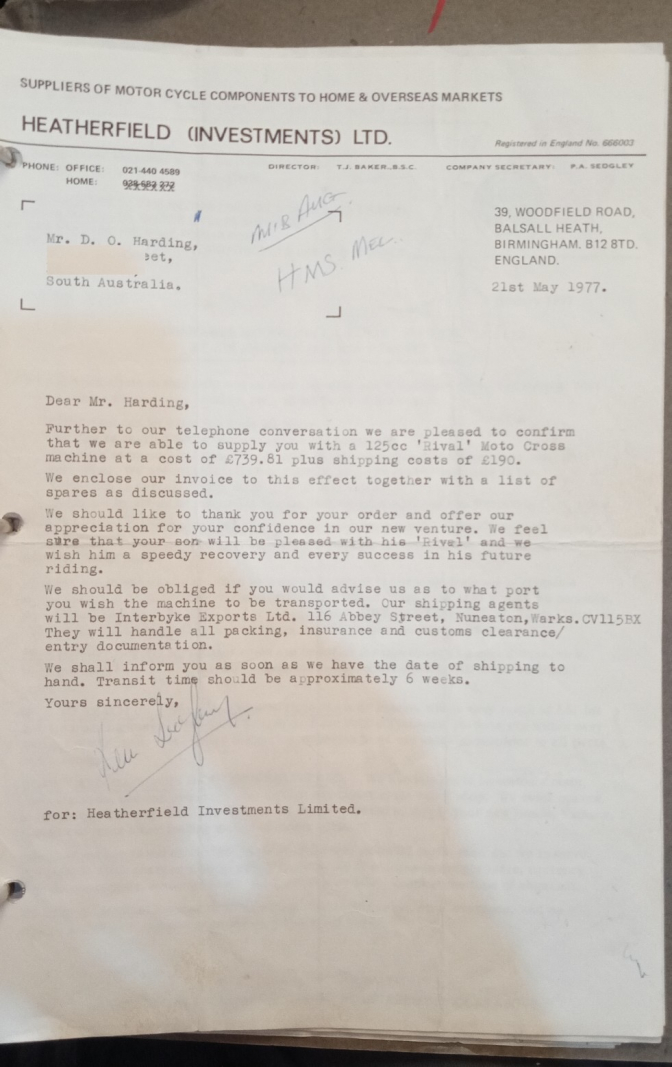 SUPPLIERS OF MOTOR CYCLE COMPONENTS TO HOME & OVERSEAS MARKETS
HEATHERFIELD (INVESTMENTS) LTD.
Registered in England No. 666003
PHONE: OFFICE: 021-440 4589
HOME:
DIRECTOR: T.J. BAKER..B.S.C. COMPANY SECRETARY: P.A. SEDGLEY
39, WOODFIELD ROAD,
BALSALL HEATH,
BIRMINGHAM. B12 8TD.
ENGLAND.
21st May 1977.
Mr. D. O. Harding,
South Australia.
AUG.
HMS.
Dear Mr. Harding,
Further to our telephone conversation we are pleased to confirm
that we are able to supply you with a 125cc 'Rival' Moto Cross
machine at a cost of £739.81 plus shipping costs of £190.
We enclose our invoice to this effect together with a list of
spares as discussed.
We should like to thank you for your order and offer our
appreciation for your confidence in our new venture. We feel
sure that your son will be pleased with his 'Rival' and we
wish him a speedy recovery and every success in his future
riding.
We should be obliged if you would advise us as to what port
you wish the machine to be transported. Our shipping agents
will be Interbyke Exports Ltd. 116 Abbey Street, Nuneaton,Warks.CV115BX
They will handle all packing, insurance and customs clearance/
entry documentation.
We shall inform you as soon as we have the date of shipping to
hand. Transit time should be approximately 6 weeks.
Yours sincerely,
for: Heatherfield Investments Limited.